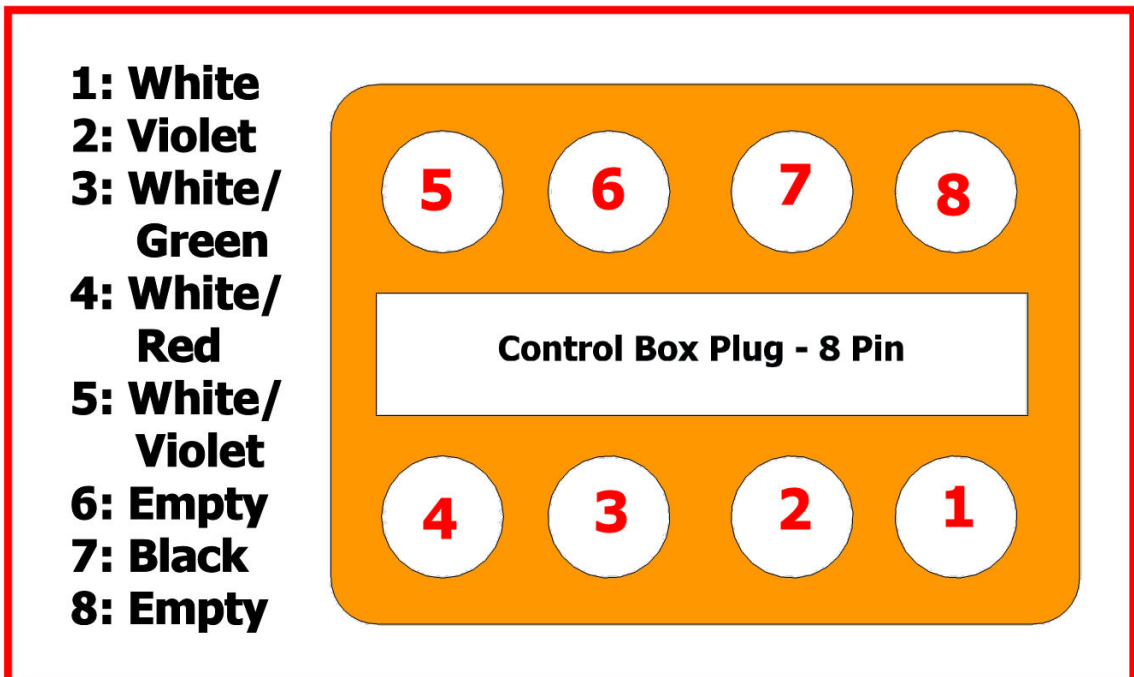 1: White
2: Violet
3: White/
Green
4: White/
Red
5: White/
Violet
6: Empty
7: Black
8: Empty
5 6 7 8
Control Box Plug - 8 Pin
4 3 2 1